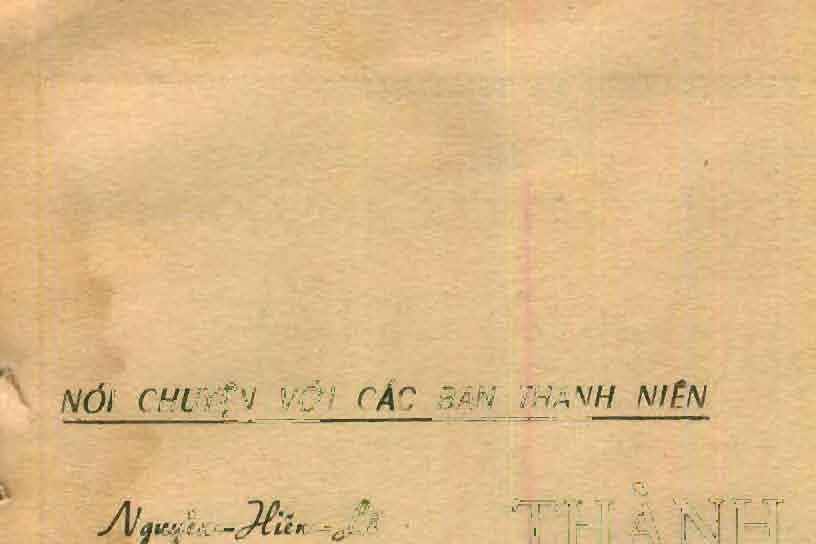 NÓI CHUYỆN VỚI CÁC BẠN THANH NIÊN
Nguyễn-Hiến-Lê
THÀNH